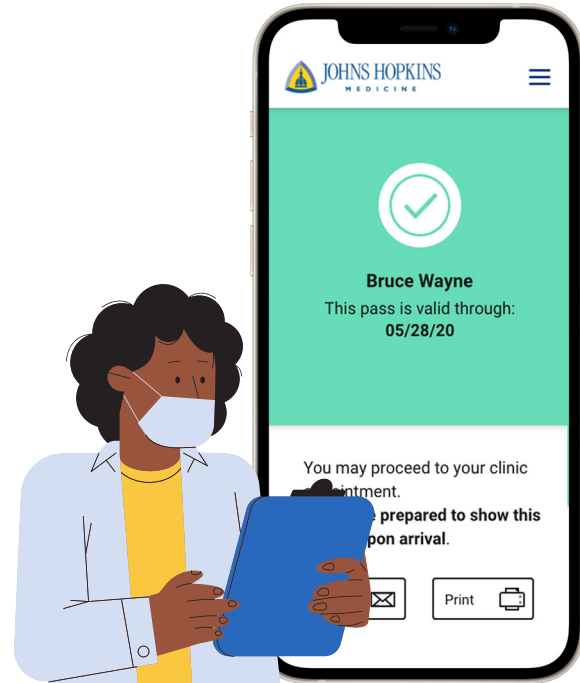 JOHNS HOPKINS
MEDICINE
Bruce Wayne
This pass is valid through:
05/28/20
You may proceed to your clinic
prepared to show this
arrival.
Print